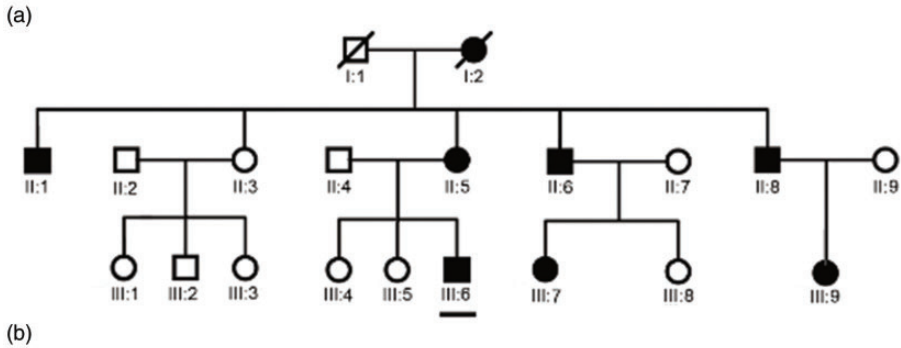 (a)
I:1 I:2
II:1 II:2 II:3 II:4 II:5 II:6 II:7 II:8 II:9
III:1 III:2 III:3 III:4 III:5 III:6 III:7 III:8 III:9
(b)